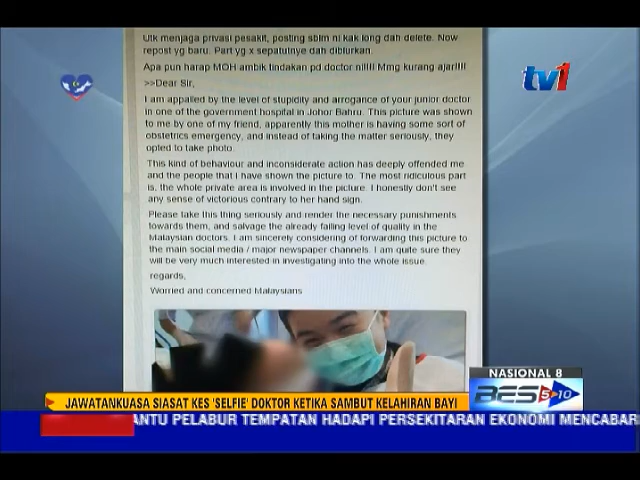 Utk menjaga privasi pesakit, posting sblm ni kak long dah delete. Now
repost yg baru. Part yg x sepatutnye dah diblurkan.
Apa pun harap MOH ambik tindakan pd doctor ni!!!! Mmg kurang ajar!!!!
>>Dear Sir,
I am appalled by the level of stupidity and arrogance of your junior doctor
in one of the government hospital in Johor Bahru. This picture was
shown to me by one of my friend, apparently this mother is having some sort of
obstetrics emergency, and instead of taking the matter seriously, they
opted to take photo.
This kind of behaviour and inconsiderate action has deeply offended me
and the people that I have shown the picture to. The most ridiculous part
is, the whole private area is involved in the picture. I honestly don't see
any sense of victorious contrary to her hand sign.
Please take this thing seriously and render the necessary punishments
towards them, and salvage the already falling level of quality in the
Malaysian doctors. I am sincerely considering of forwarding this picture to
the main social media / major newspaper channels. I am quite sure they
will be very much interested in investigating into the whole issue.
regards,
Worried and concerned Malaysians
tv1
NASIONAL 8
BES 5 10
JAWATANKUASA SIASAT KES 'SELFIE' DOKTOR KETIKA SAMBUT KELAHIRAN BAYI
ANTU PELABUR TEMPATAN HADAPI PERSEKITARAN EKONOMI MENCABAR